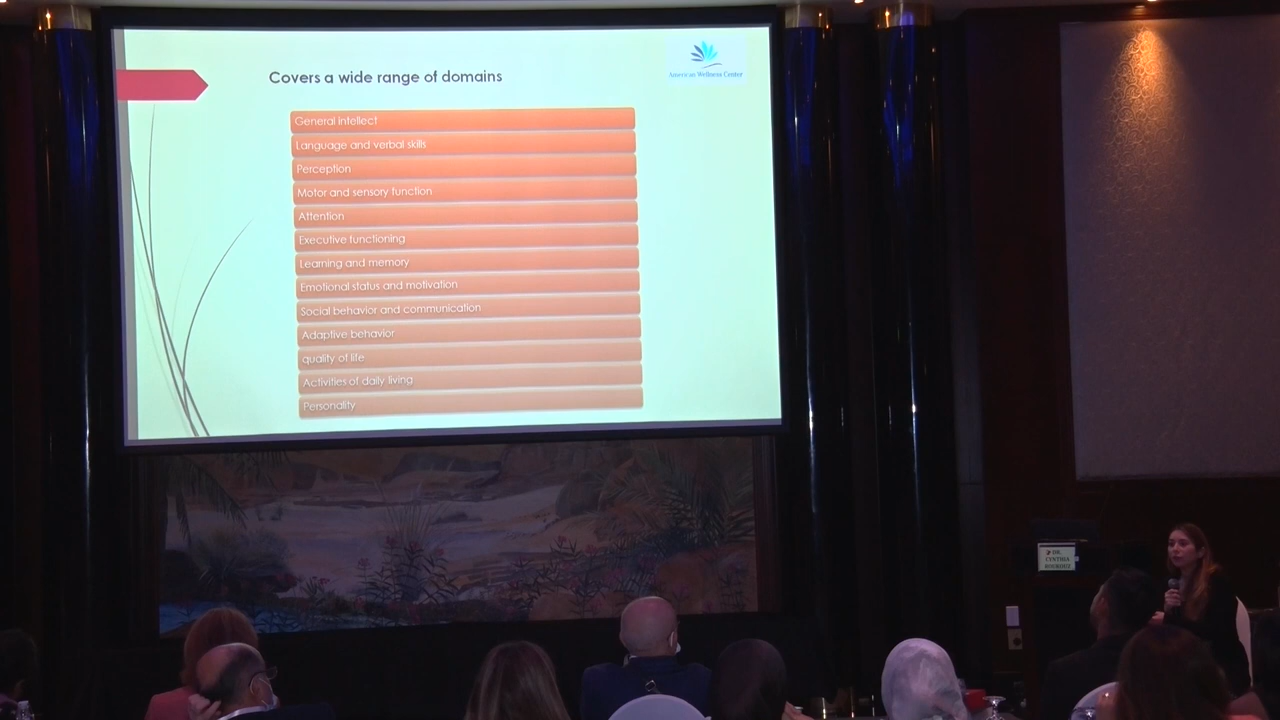 Covers a wide range of domains
American Wellness Center
General intellect
Language and verbal skills
Perception
Motor and sensory function
Attention
Executive functioning
Learning and memory
Emotional status and motivation
Social behavior and communication
Adaptive behavior
quality of life
Activities of daily living
Personality
DR.
CYNTHIA